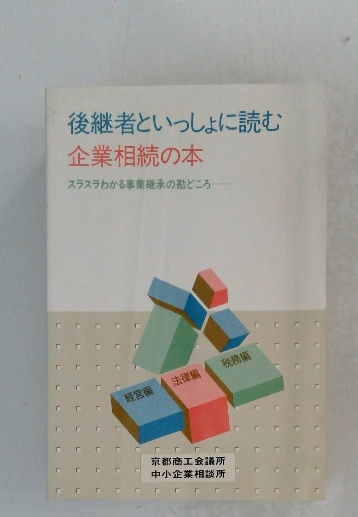 後継者といっしょに読む
企業相続の本
スラスラわかる事業継承の勘どころ──
税務編
法律編
経営編
京都商工会議所
中小企業相談所